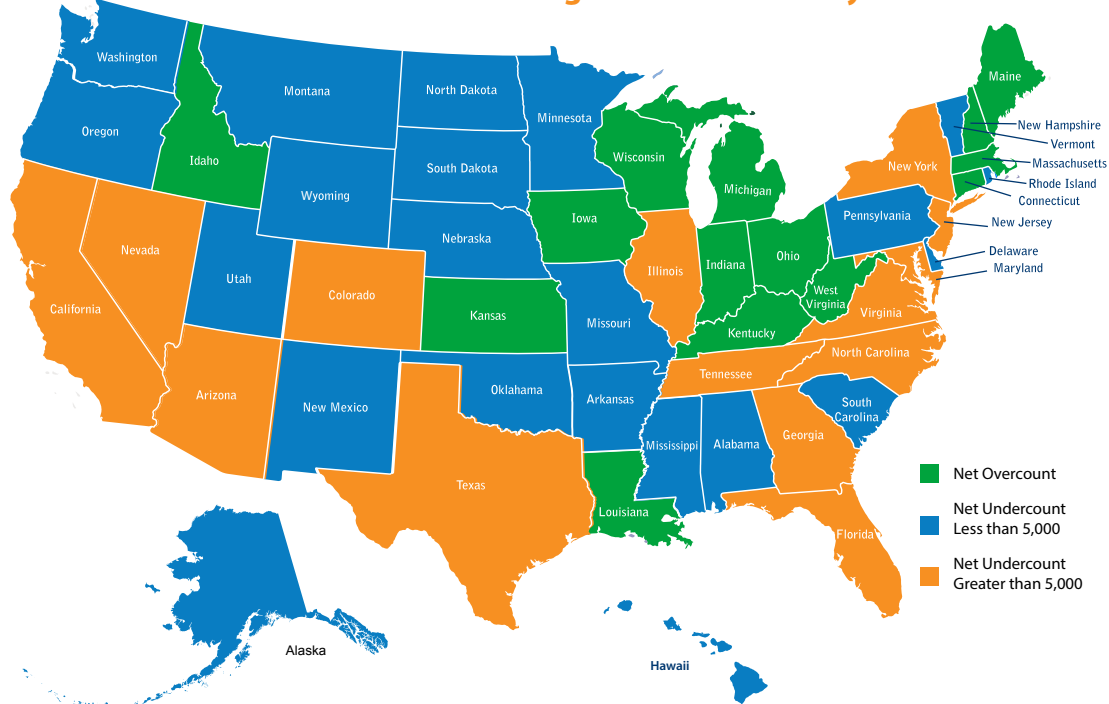 Washington
Montana
North Dakota
Minnesota
Oregon
Idaho
Wyoming
South Dakota
Wisconsin
Michigan
Maine
New Hampshire
Vermont
New York
Massachusetts
Rhode Island
Connecticut
New Jersey
Pennsylvania
Delaware
Maryland
Nevada
Utah
Colorado
Nebraska
Iowa
Illinois
Indiana
Ohio
West
Virginia
Virginia
California
Kansas
Missouri
Kentucky
North Carolina
Tennessee
Arizona
New Mexico
Oklahoma
Arkansas
South
Carolina
Mississippi
Alabama
Georgia
Texas
Louisiana
Florida
Net Overcount
Net Undercount
Less than 5,000
Net Undercount
Greater than 5,000
Alaska
Hawaii